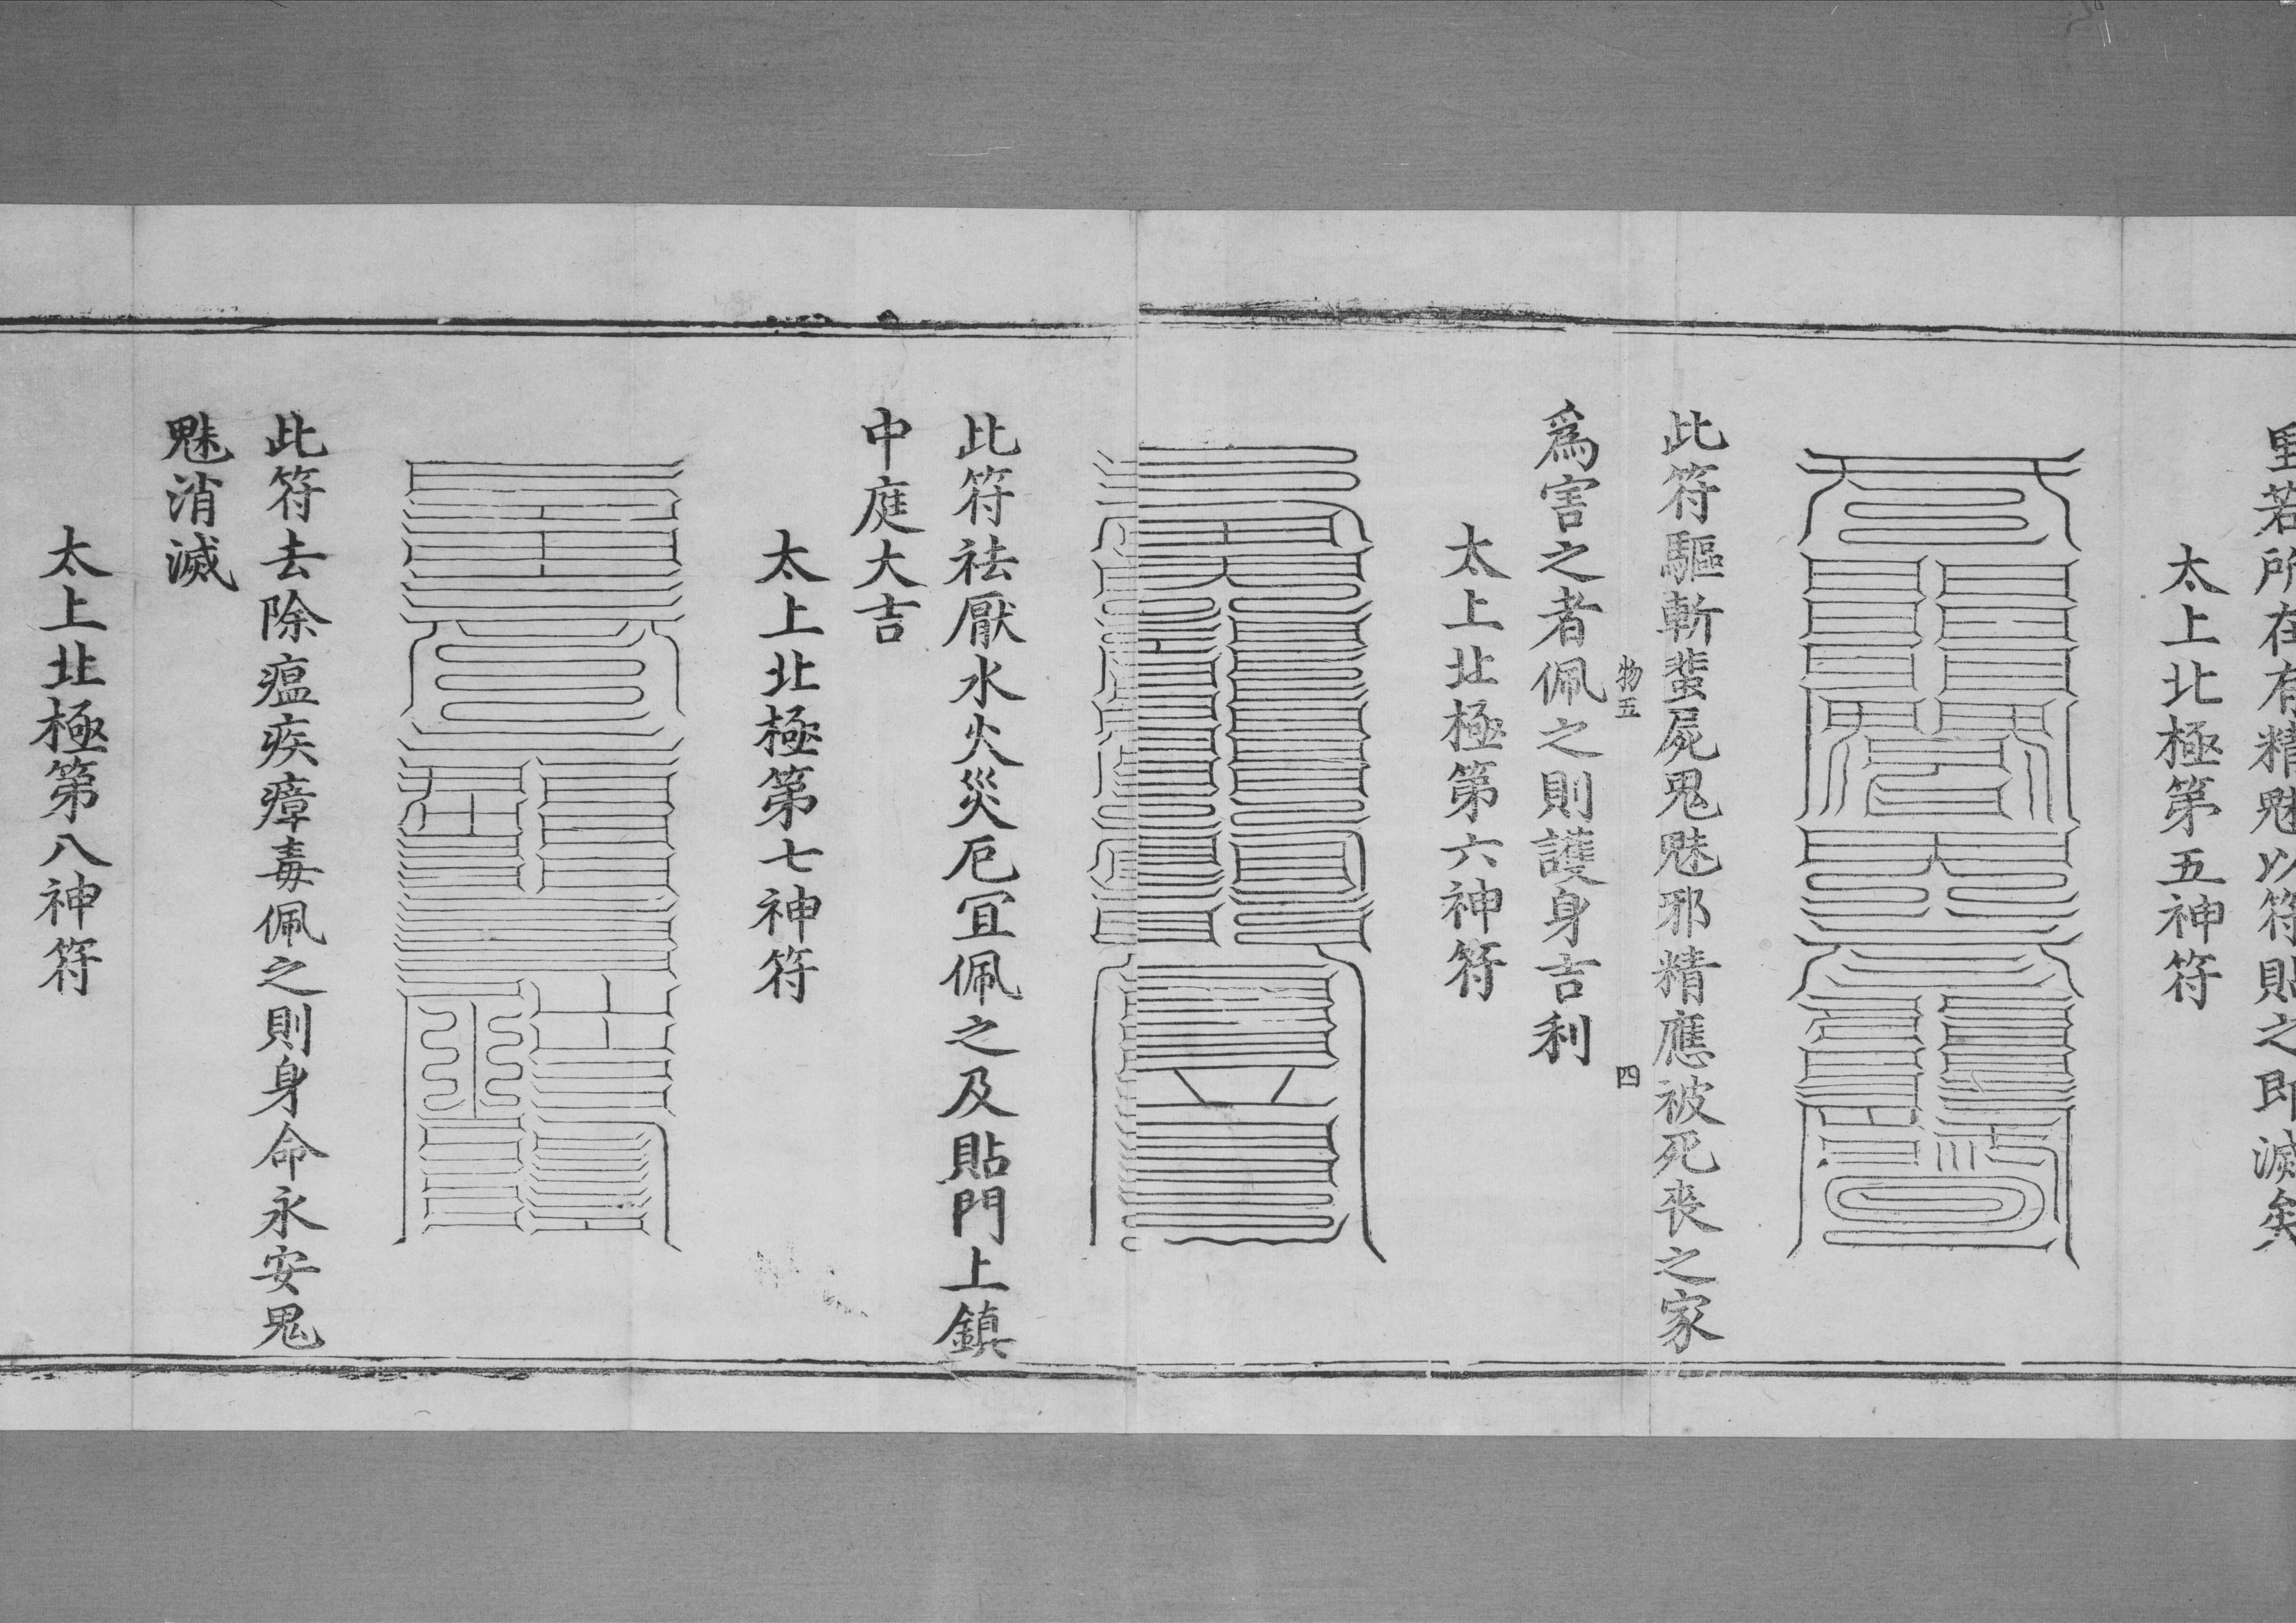 里若所在有精魅以符貼之即滅矣
太上北極第五神符
此符驅斬蜚屍鬼魅邪精應被死喪之家
物五 四
爲害之者佩之則護身吉利
太上北極第六神符
此符祛厭水火災厄宜佩之及貼門上鎮
中庭大吉
太上北極第七神符
此符去除瘟疾瘴毒佩之則身命永安鬼
魅消滅
太上北極第八神符